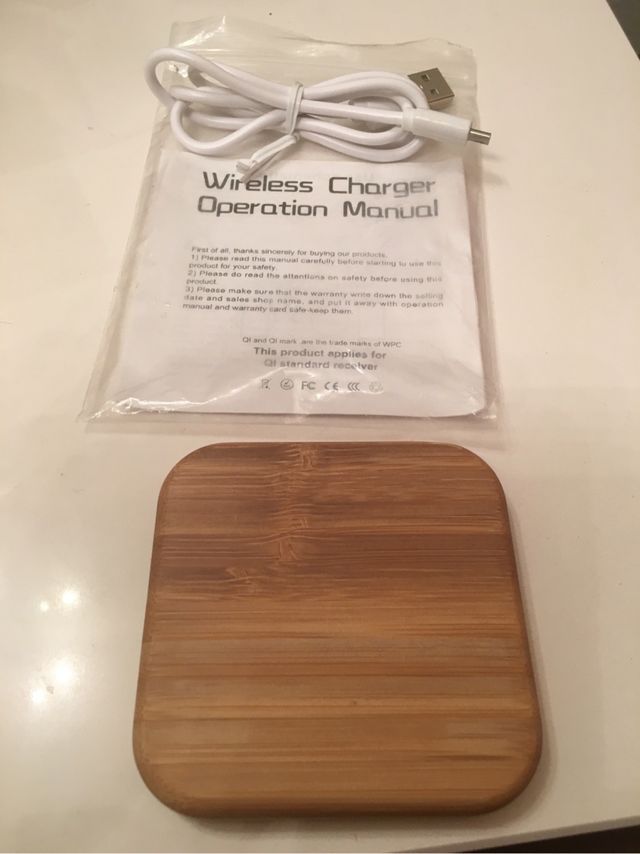 Wireless Charger
Operation Manual
First of all, thanks sincerely for buying our products.
1) Please read this manual carefully before starting to use this
product for your safety.
2) Please do read the attentions on safety before using this
product.
3) Please make sure that the warranty write down the selling
date and sales shop name, and put it away with operation
manual and warranty card safe-keep them.
QI and QI mark .are the trade marks of WPC
This product applies for
QI standard receiver
FC CE CCC